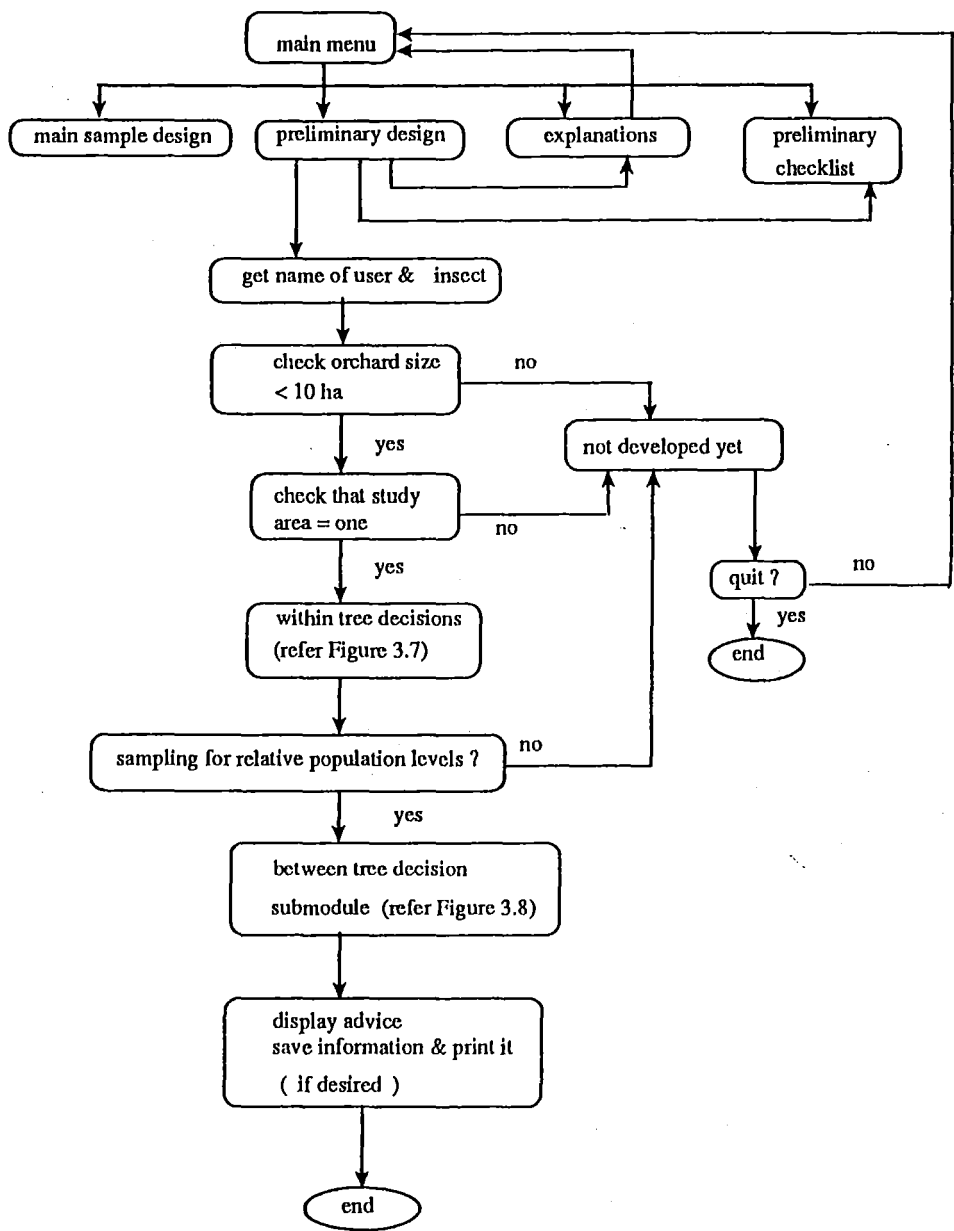 main menu
main sample design
preliminary design
explanations
preliminary
checklist
get name of user & insect
check orchard size
< 10 ha
no
yes
not developed yet
check that study
area = one
no
yes
quit ?
no
yes
end
within tree decisions
(refer Figure 3.7)
sampling for relative population levels ?
no
yes
between tree decision
submodule (refer Figure 3.8)
display advice
save information & print it
( if desired )
end